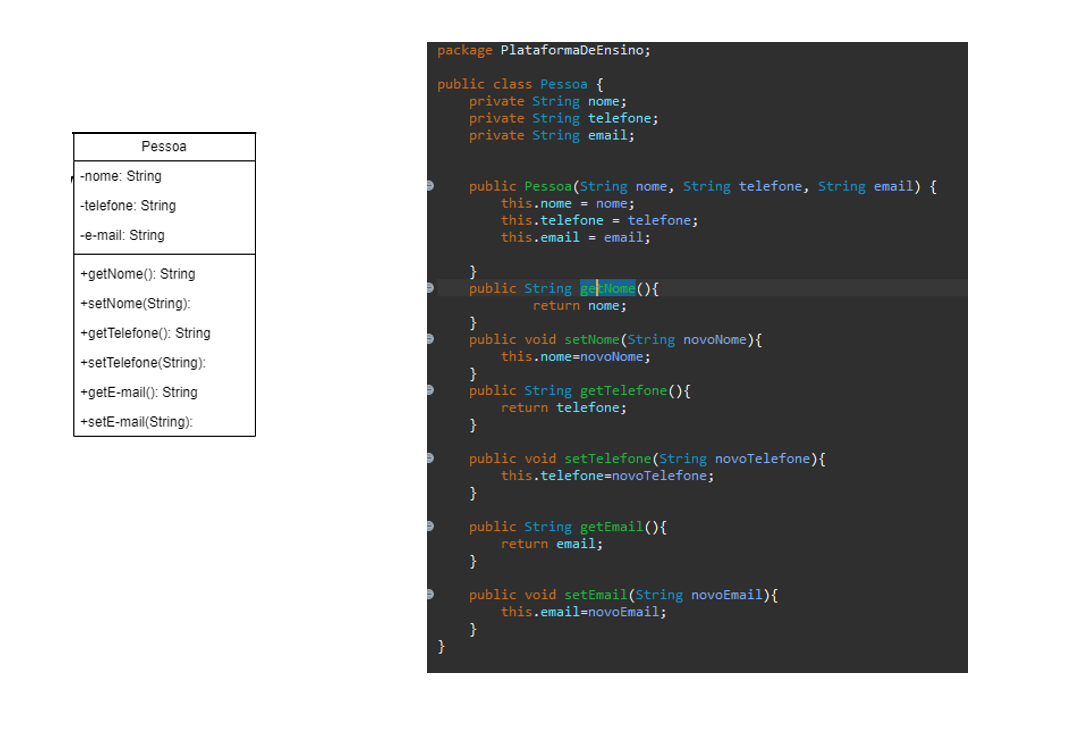 Pessoa
-nome: String
-telefone: String
-e-mail: String
+getNome(): String
+setNome(String):
+getTelefone(): String
+setTelefone(String):
+getE-mail(): String
+setE-mail(String):
package PlataformaDeEnsino;
public class Pessoa {
private String nome;
private String telefone;
private String email;
public Pessoa(String nome, String telefone, String email) {
this.nome = nome;
this.telefone = telefone;
this.email = email;
}
public String getNome(){
return nome;
}
public void setNome(String novoNome){
this.nome=novoNome;
}
public String getTelefone(){
return telefone;
}
public void setTelefone(String novoTelefone){
this.telefone=novoTelefone;
}
public String getEmail(){
return email;
}
public void setEmail(String novoEmail){
this.email=novoEmail;
}
}